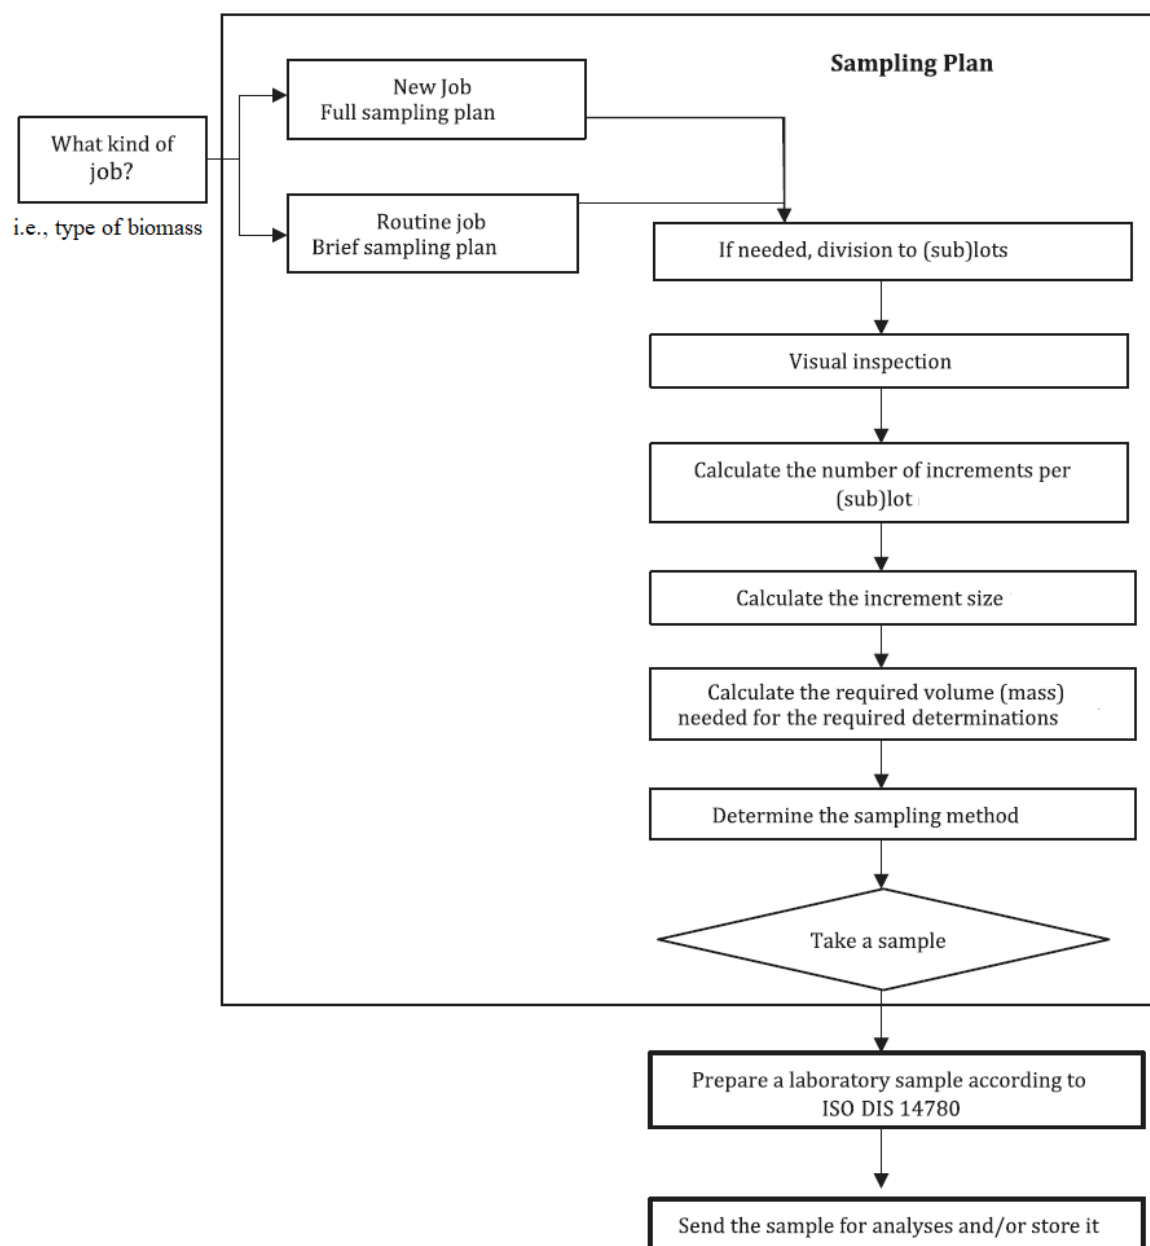 Sampling Plan
New Job
Full sampling plan
What kind of
job?
i.e., type of biomass
Routine job
Brief sampling plan
If needed, division to (sub)lots
Visual inspection
Calculate the number of increments per
(sub)lot
Calculate the increment size
Calculate the required volume (mass)
needed for the required determinations
Determine the sampling method
Take a sample
Prepare a laboratory sample according to
ISO DIS 14780
Send the sample for analyses and/or store it